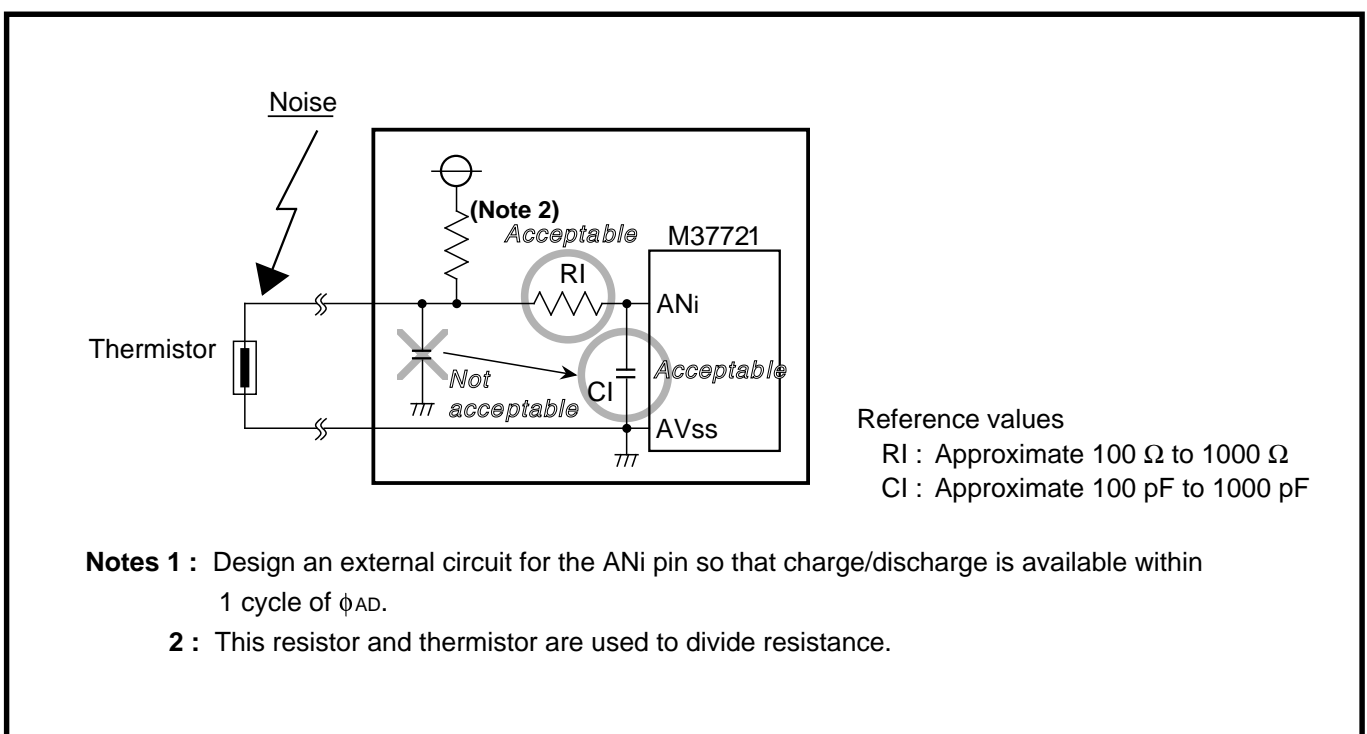 Noise
(Note 2)
Acceptable
M37721
RI
ANi
Thermistor
Not
acceptable
CI
Acceptable
AVss
Reference values
RI : Approximate 100 Ω to 1000 Ω
CI : Approximate 100 pF to 1000 pF
Notes 1 : Design an external circuit for the ANi pin so that charge/discharge is available within
1 cycle of ϕAD.
2 : This resistor and thermistor are used to divide resistance.